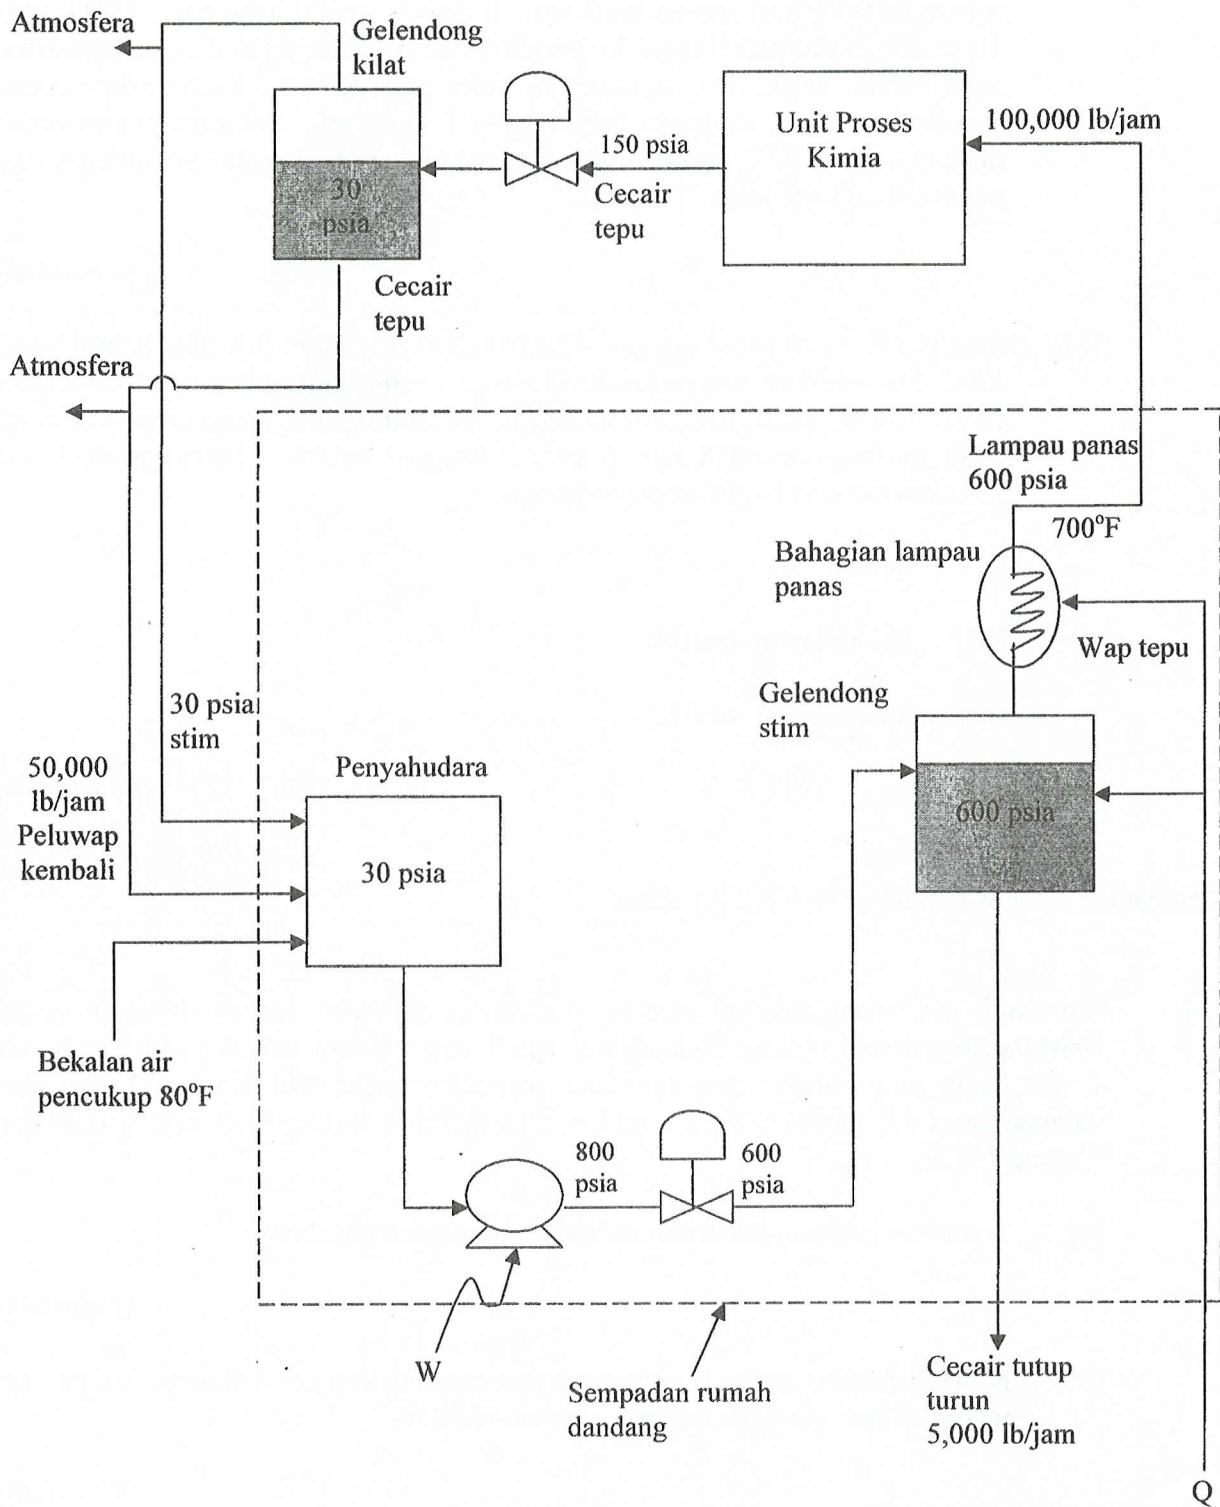 Atmosfera
Gelendong
kilat
30
psia
150 psia
Cecair
tepu
Unit Proses
Kimia
100,000 lb/jam
Cecair
tepu
Atmosfera
Lampau panas
600 psia
700°F
Bahagian lampau
panas
Wap tepu
Gelendong
stim
600 psia
30 psia
stim
50,000
lb/jam
Peluwap
kembali
Penyahudara
30 psia
Bekalan air
pencukup 80°F
800
psia
600
psia
W
Sempadan rumah
dandang
Cecair tutup
turun
5,000 lb/jam
Q